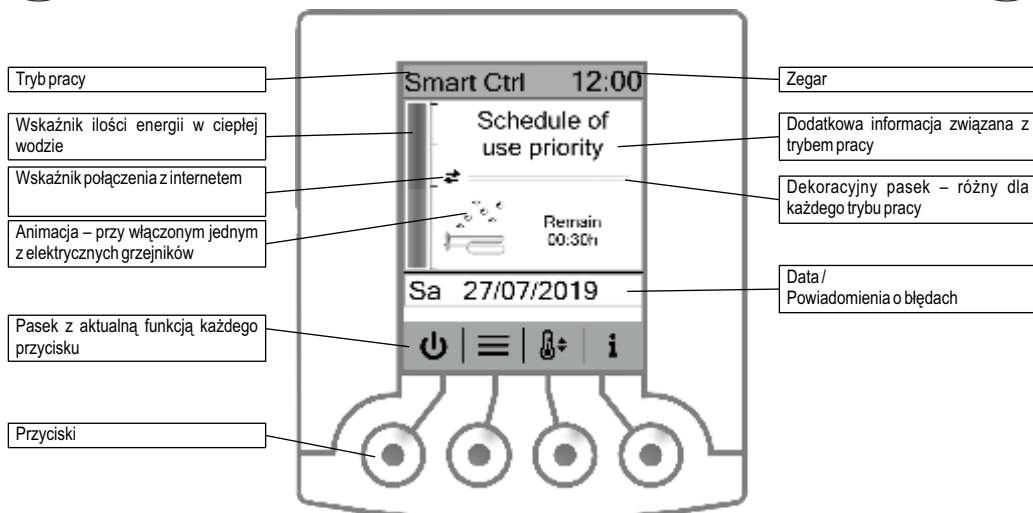 Tryb pracy
Wskaźnik ilości energii w ciepłej
wodzie
Wskaźnik połączenia z internetem
Animacja – przy włączonym jednym
z elektrycznych grzejników
Pasek z aktualną funkcją każdego
przycisku
Przyciski
Smart Ctrl 12:00
Schedule of
use priority
Remain
00:30h
Sa 27/07/2019
Zegar
Dodatkowa informacja związana z
trybem pracy
Dekoracyjny pasek – różny dla
każdego trybu pracy
Data /
Powiadomienia o błędach